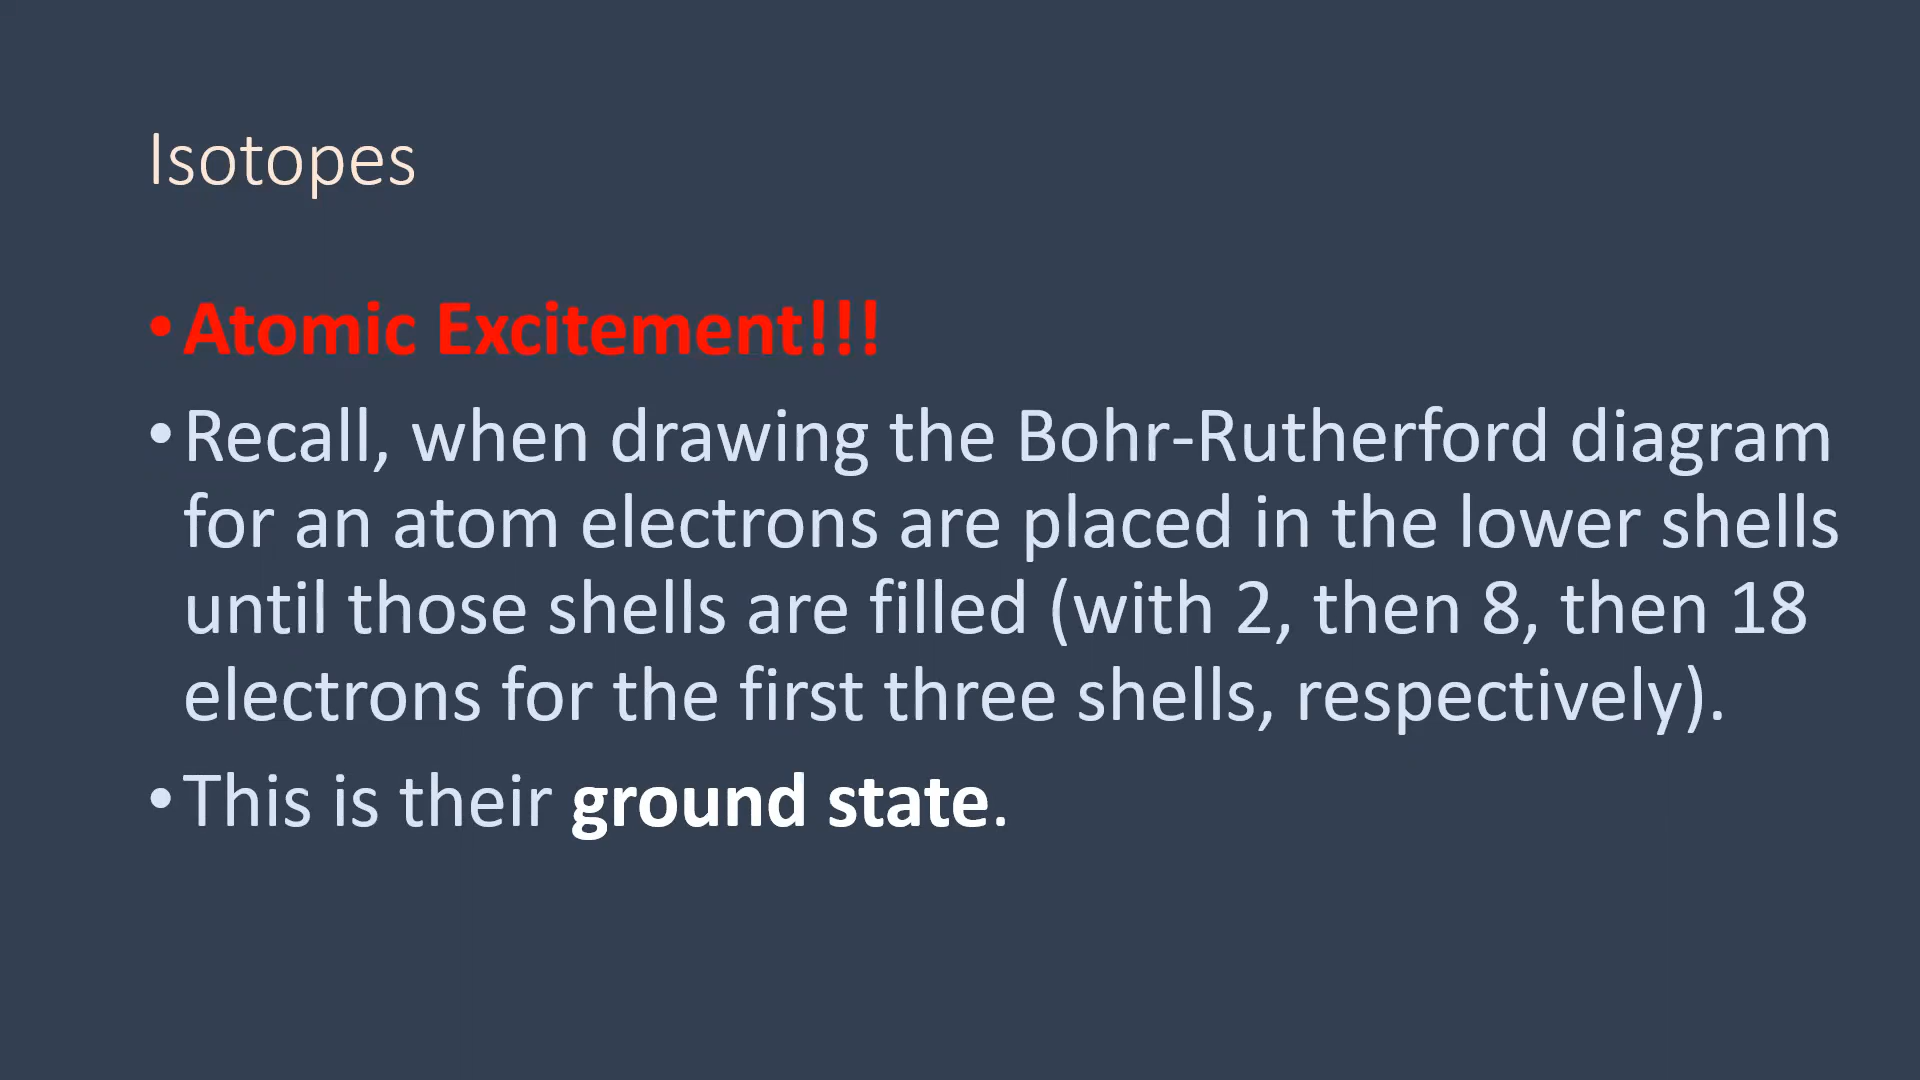 Isotopes
• Atomic Excitement!!!
• Recall, when drawing the Bohr-Rutherford diagram
for an atom electrons are placed in the lower shells
until those shells are filled (with 2, then 8, then 18
electrons for the first three shells, respectively).
• This is their ground state.